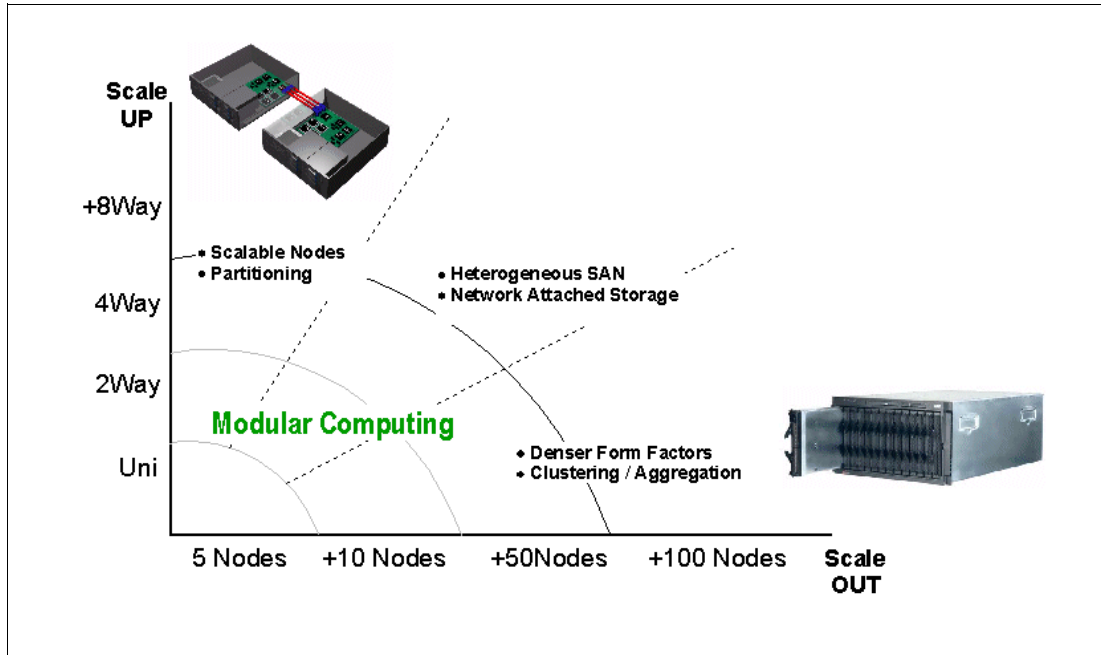 Scale
UP
+8Way
• Scalable Nodes
• Partitioning
• Heterogeneous SAN
• Network Attached Storage
4Way
2Way
Modular Computing
Uni
• Denser Form Factors
• Clustering / Aggregation
5 Nodes
+10 Nodes
+50Nodes
+100 Nodes
Scale
OUT